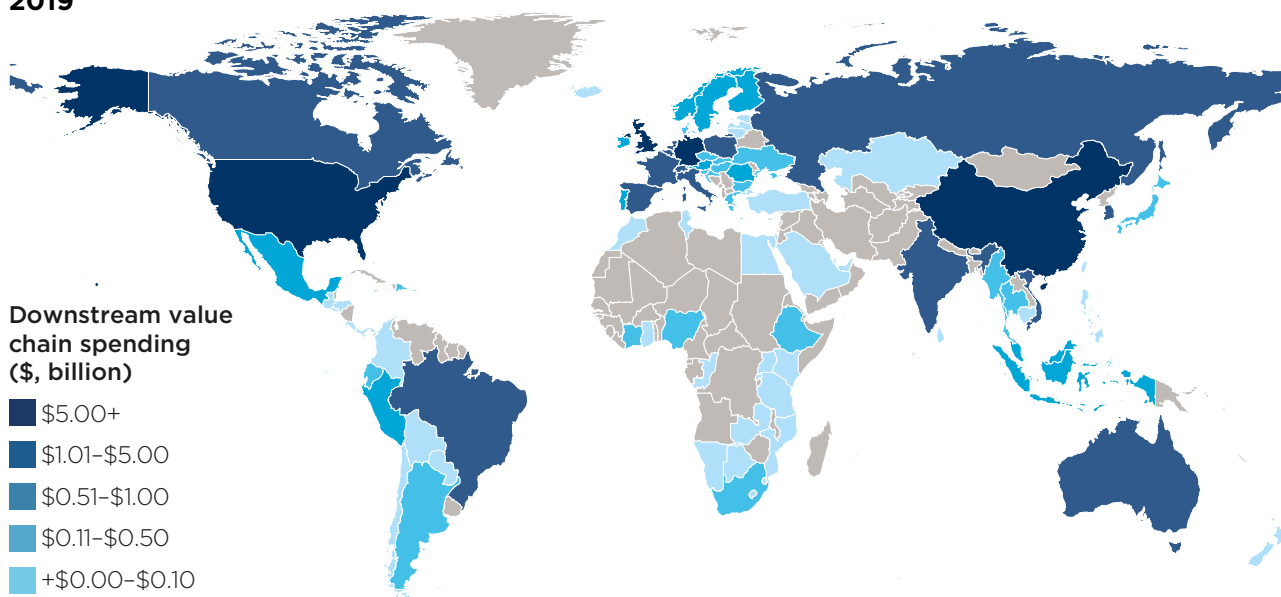 2019
Downstream value
chain spending
($, billion)
$5.00+
$1.01–$5.00
$0.51–$1.00
$0.11–$0.50
+$0.00–$0.10